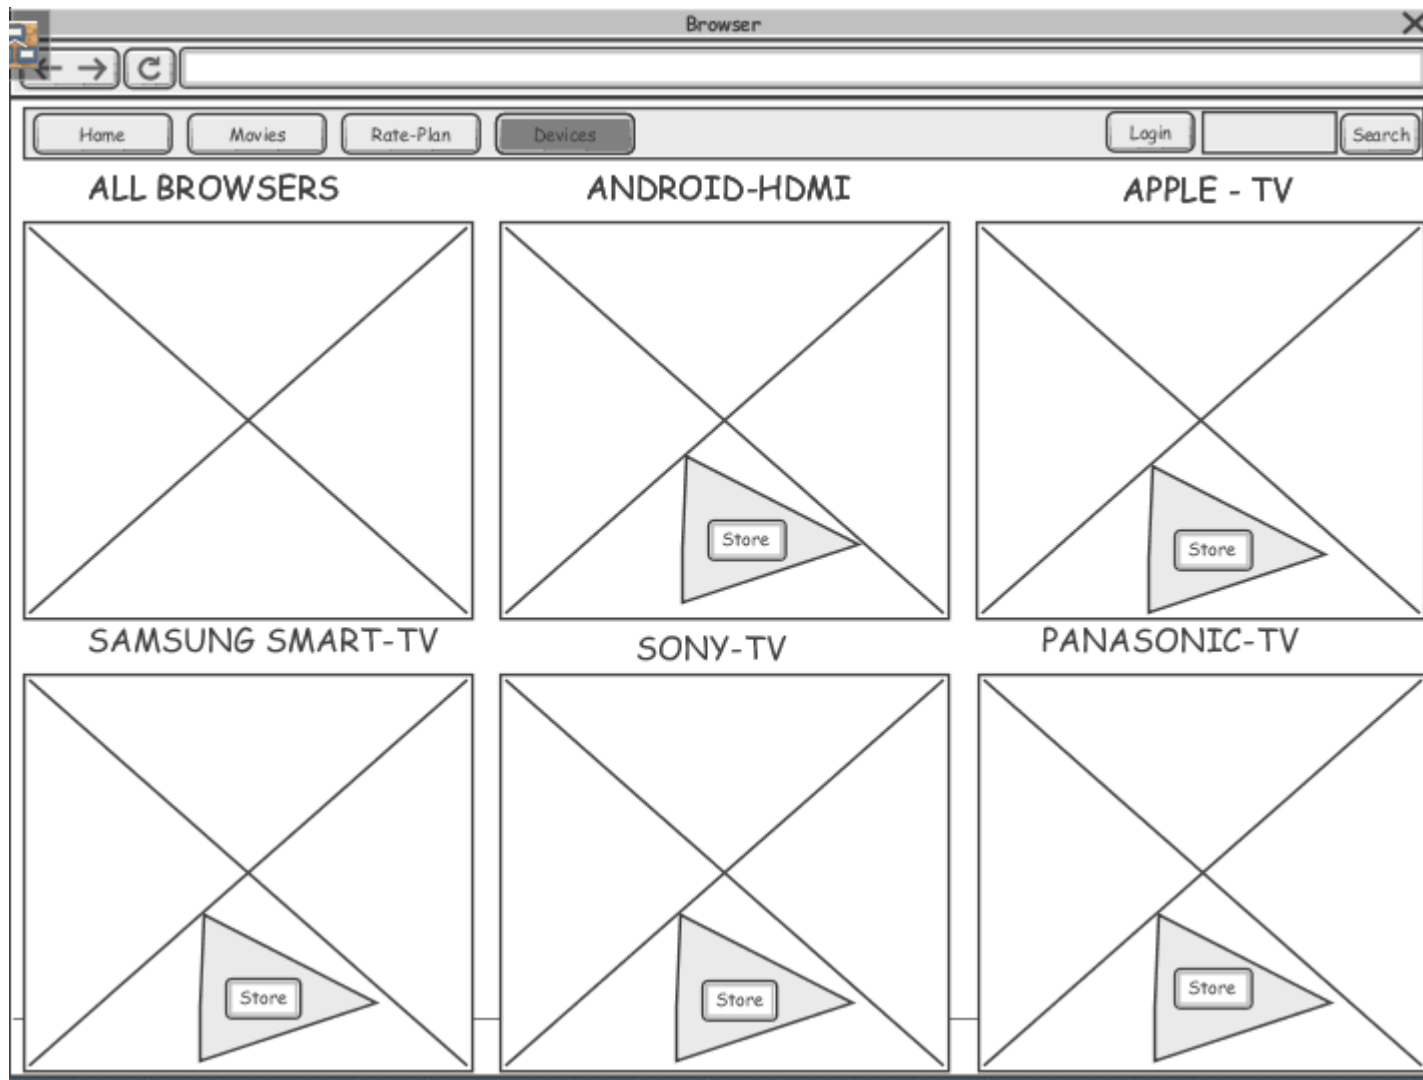 Browser
Home Movies Rate-Plan Devices Login Search
ALL BROWSERS ANDROID-HDMI APPLE - TV
Store Store
SAMSUNG SMART-TV SONY-TV PANASONIC-TV
Store Store Store